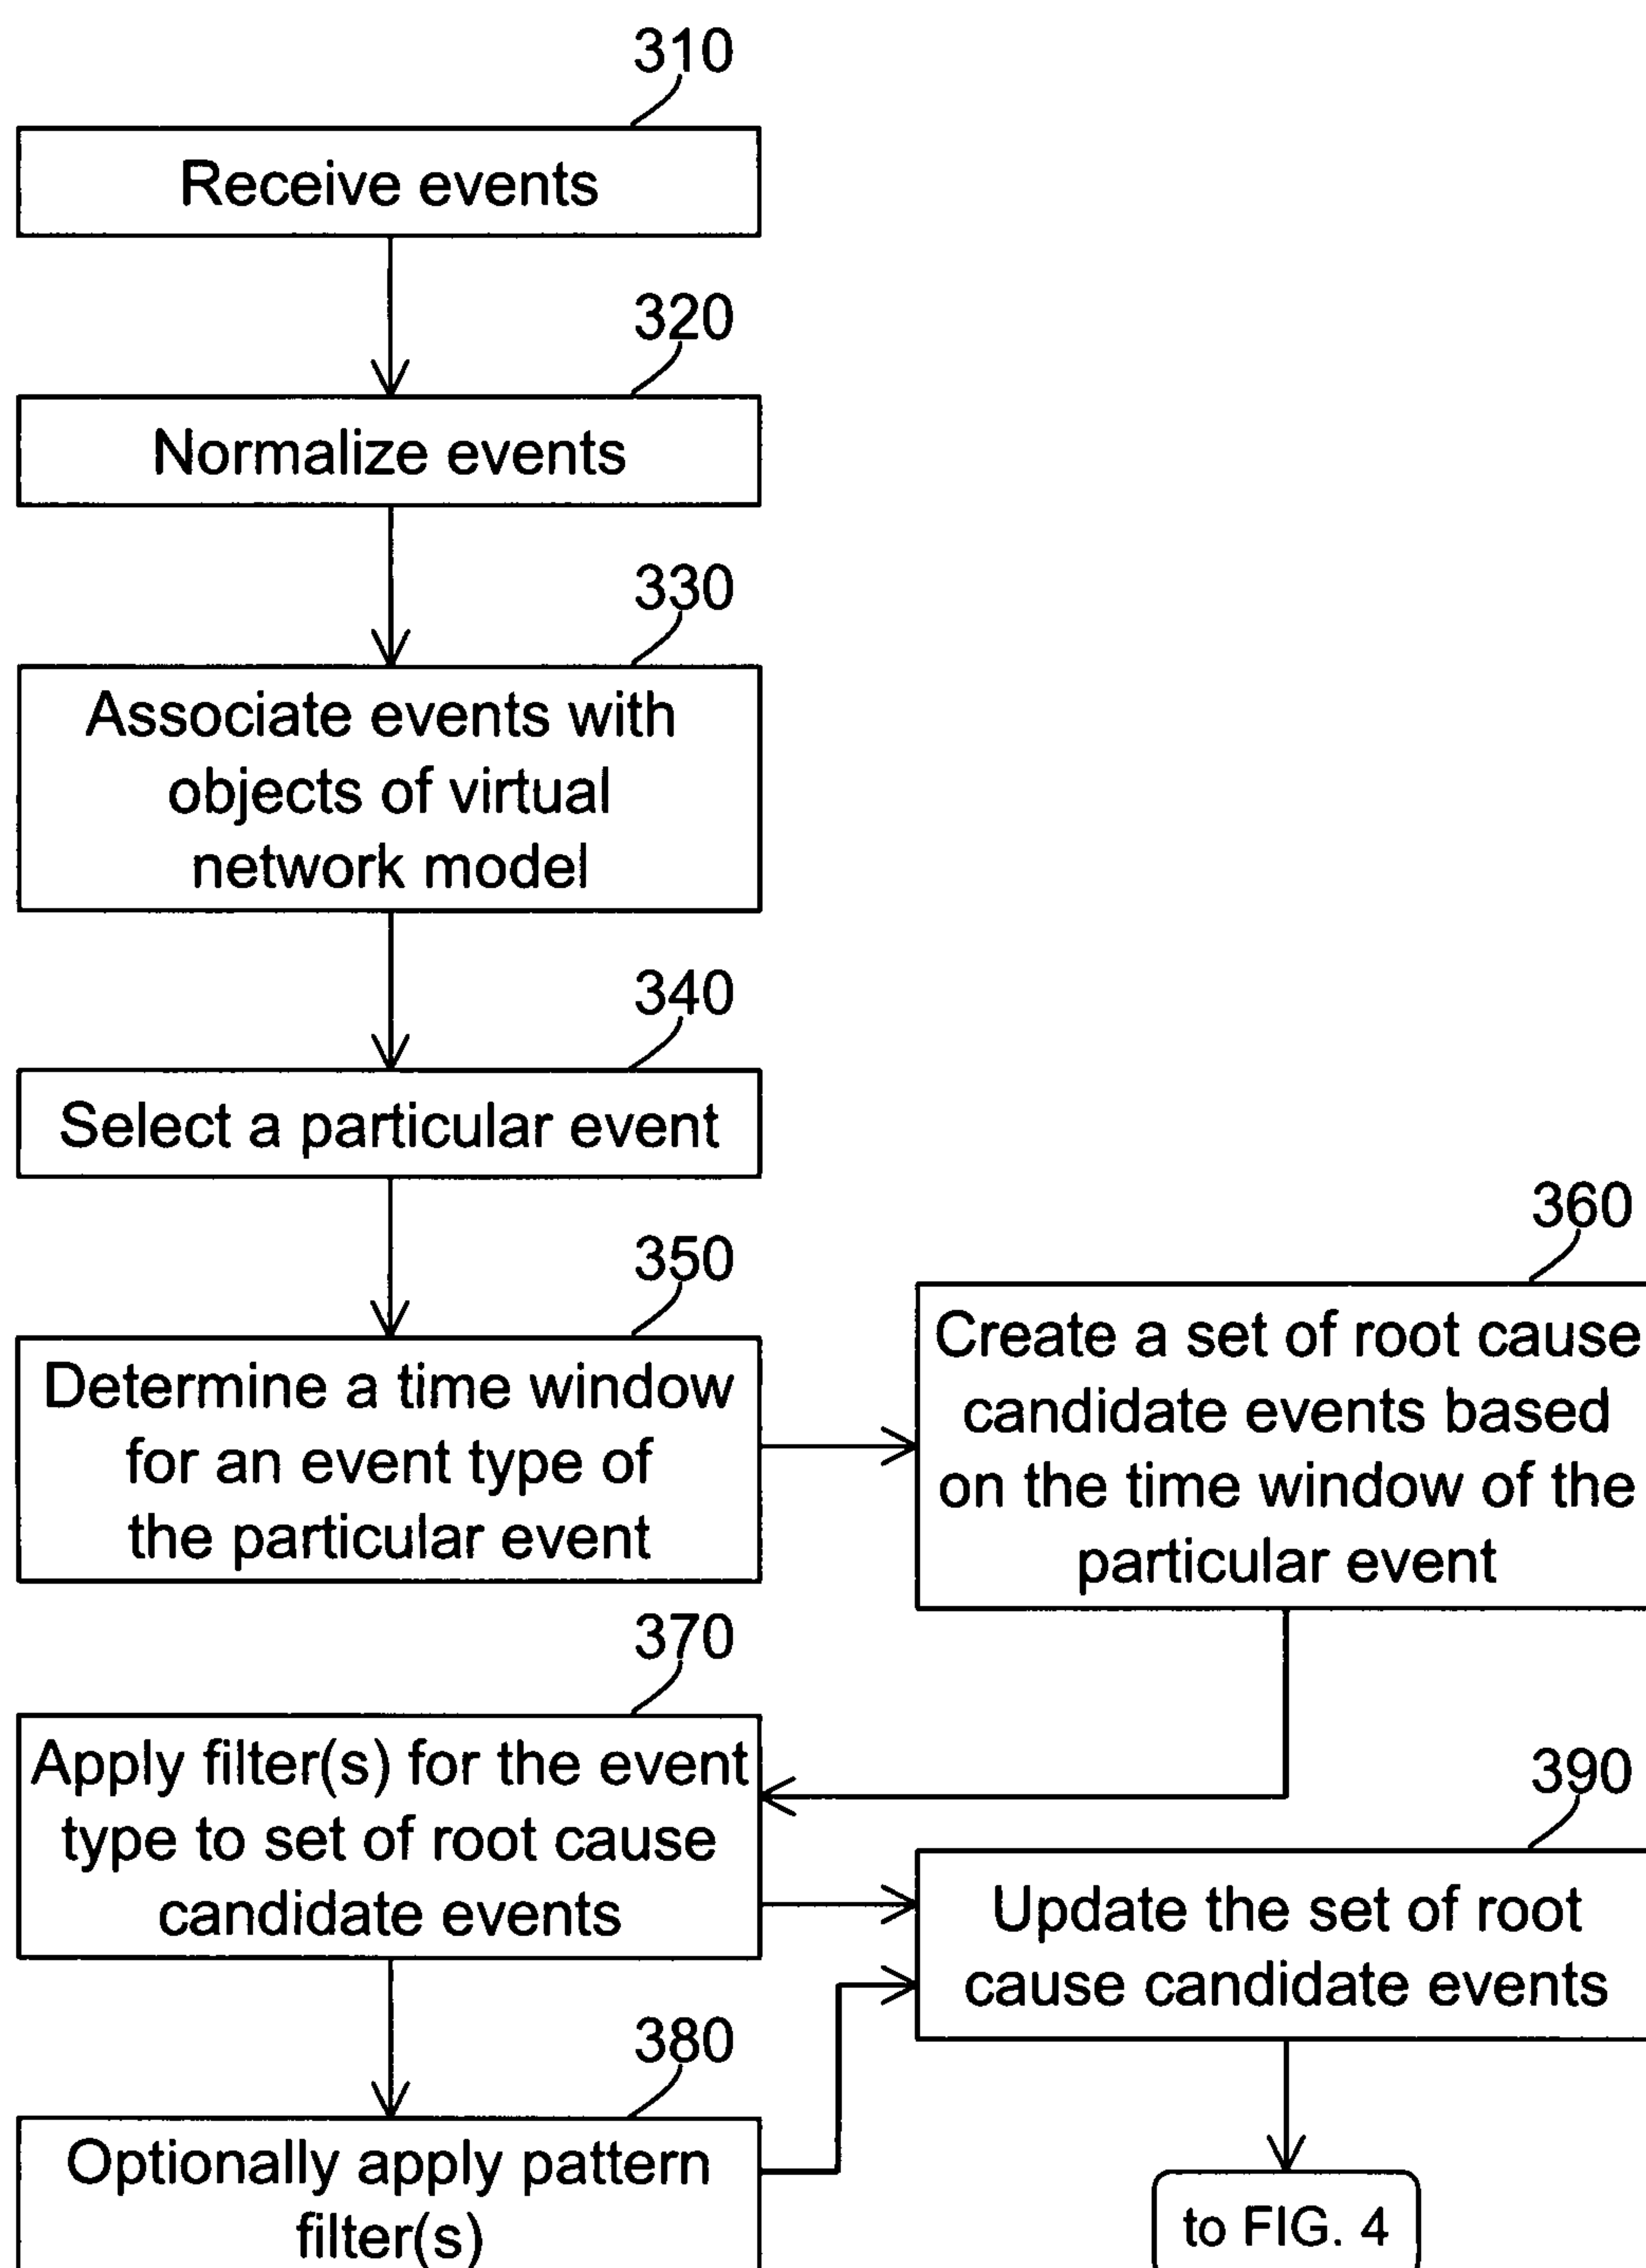 310
Receive events
320
Normalize events
330
Associate events with
objects of virtual
network model
340
Select a particular event
350
Determine a time window
for an event type of
the particular event
360
Create a set of root cause
candidate events based
on the time window of the
particular event
370
Apply filter(s) for the event
type to set of root cause
candidate events
380
Optionally apply pattern
filter(s)
390
Update the set of root
cause candidate events
to FIG. 4